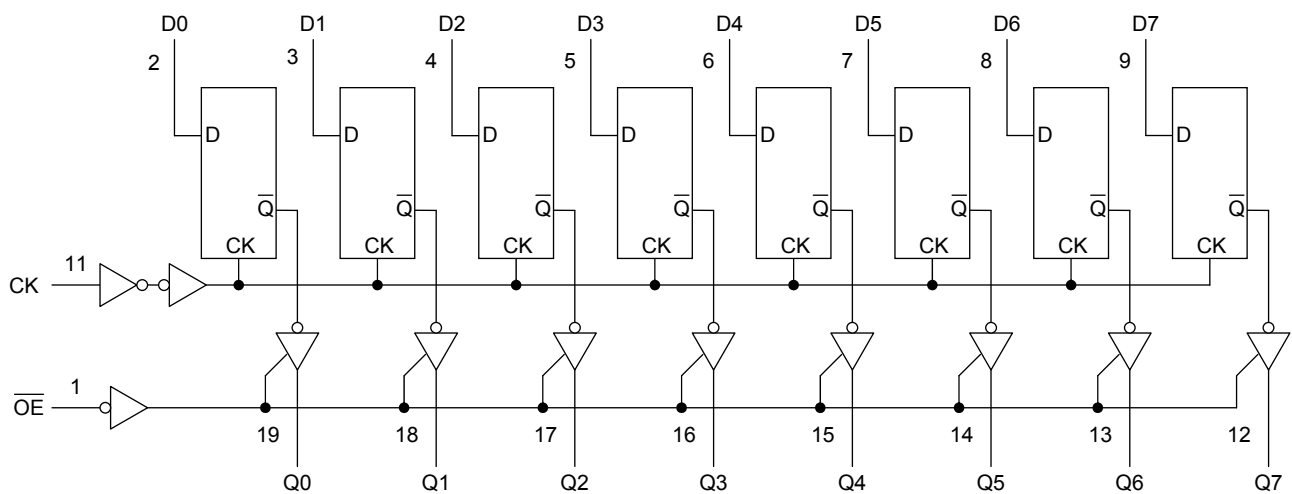 D0 D1 D2 D3 D4 D5 D6 D7
2 3 4 5 6 7 8 9
D D D D D D D D
Q̅ Q̅ Q̅ Q̅ Q̅ Q̅ Q̅ Q̅
CK CK CK CK CK CK CK CK
11
CK
1
O̅E̅
19 18 17 16 15 14 13 12
Q0 Q1 Q2 Q3 Q4 Q5 Q6 Q7